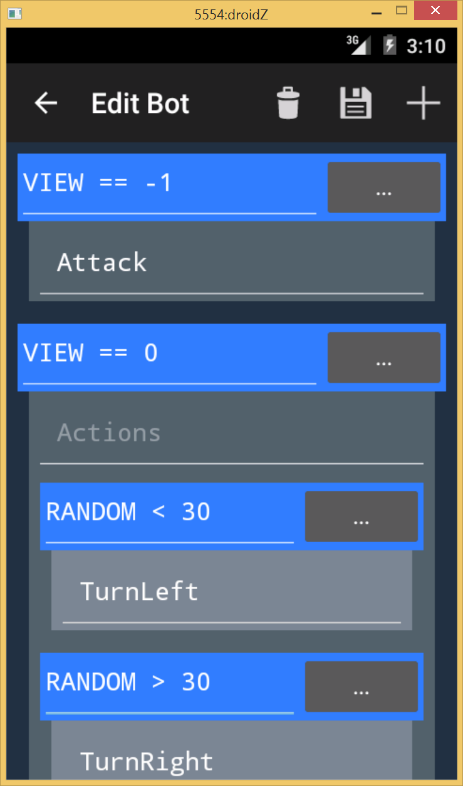 5554:droidZ
3G 3:10
Edit Bot
VIEW == -1 ...
Attack
VIEW == 0 ...
Actions
RANDOM < 30 ...
TurnLeft
RANDOM > 30 ...
TurnRight